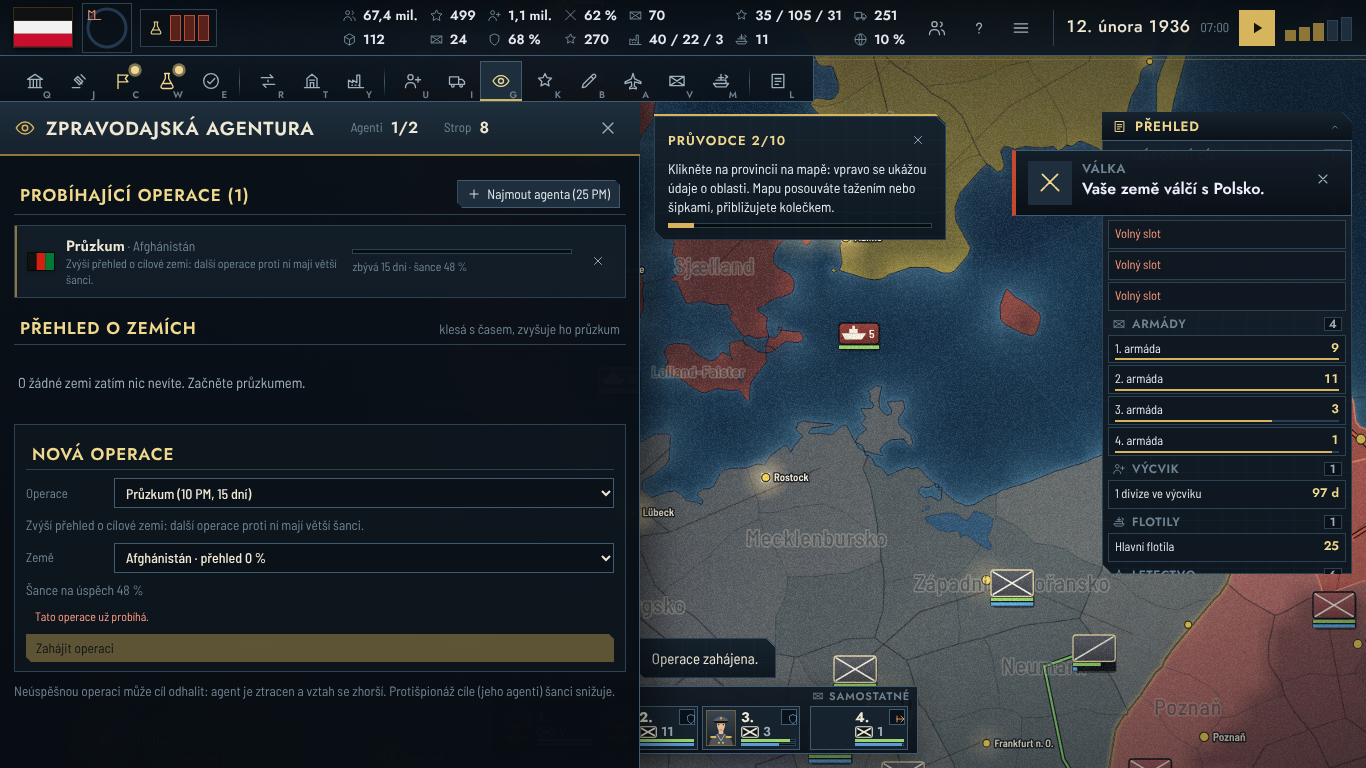 67,4 mil. 499 1,1 mil. 62 % 70 35 / 105 / 31 251
112 24 68 % 270 40 / 22 / 3 11 10 %
12. února 1936 07:00
Q J C W E R T Y U I G K B A V M L
ZPRAVODAJSKÁ AGENTURA Agenti 1/2 Strop 8
PROBÍHAJÍCÍ OPERACE (1)
+ Najmout agenta (25 PM)
Průzkum · Afghánistán
Zvýší přehled o cílové zemi: další operace proti ní mají větší
šanci.
zbývá 15 dní · šance 48 %
PŘEHLED O ZEMÍCH
klesá s časem, zvyšuje ho průzkum
O žádné zemi zatím nic nevíte. Začněte průzkumem.
NOVÁ OPERACE
Operace Průzkum (10 PM, 15 dní)
Zvýší přehled o cílové zemi: další operace proti ní mají větší šanci.
Země Afghánistán · přehled 0 %
Šance na úspěch 48 %
Tato operace už probíhá.
Zahájit operaci
Neúspěšnou operaci může cíl odhalit: agent je ztracen a vztah se zhorší. Protišpionáž cíle (jeho agenti) šanci snižuje.
PRŮVODCE 2/10
Klikněte na provincii na mapě: vpravo se ukážou
údaje o oblasti. Mapu posouváte tažením nebo
šipkami, přibližujete kolečkem.
PŘEHLED
VÁLKA
Vaše země válčí s Polsko.
Volný slot
Volný slot
Volný slot
ARMÁDY 4
1. armáda 9
2. armáda 11
3. armáda 3
4. armáda 1
VÝCVIK 1
1 divize ve výcviku 97 d
FLOTILY 1
Hlavní flotila 25
Sjælland
5
Lolland-Falster
Rostock
Lübeck
Mecklenbursko
Neumark
Poznaňsko
Poznaň
Frankfurt n. O.
Operace zahájena.
SAMOSTATNÉ
2. 11
3. 3
4. 1